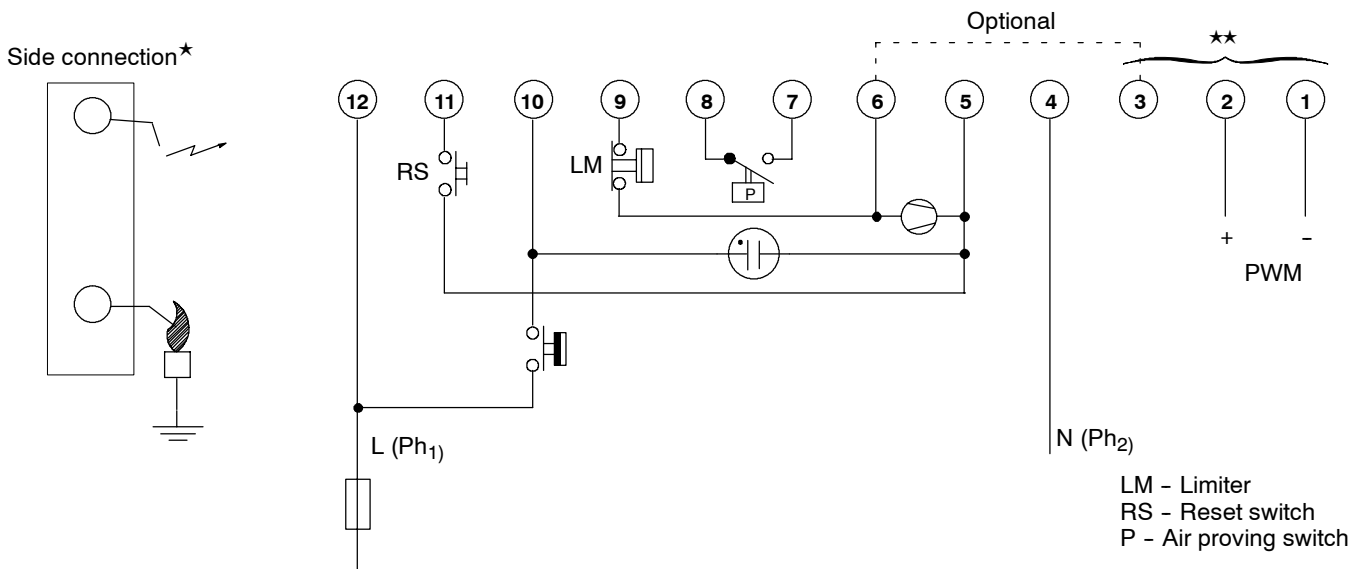 Optional
Side connection★
★★
12 11 10 9 8 7 6 5 4 3 2 1
RS
LM
P
+ –
PWM
L (Ph1)
N (Ph2)
LM – Limiter
RS – Reset switch
P – Air proving switch